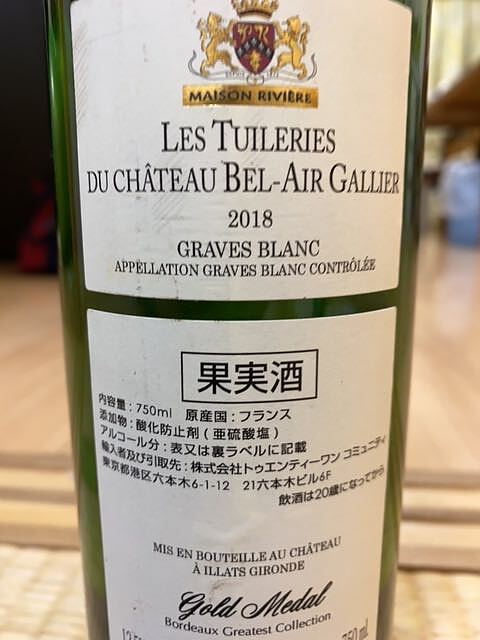 MAISON RIVIÈRE
LES TUILERIES
DU CHÂTEAU BEL-AIR GALLIER
2018
GRAVES BLANC
APPÈLLATION GRAVES BLANC CONTRÔLÉE
果実酒
内容量:750ml 原産国:フランス
添加物:酸化防止剤(亜硫酸塩)
アルコール分:表又は裏ラベルに記載
輸入者及び引取先:株式会社トゥエンティーワン コミュニティ
東京都港区六本木6-1-12 21六本木ビル6F
飲酒は20歳になってから
MIS EN BOUTEILLE AU CHÂTEAU
À ILLATS GIRONDE
Gold Medal
Bordeaux Greatest Collection
750 ml